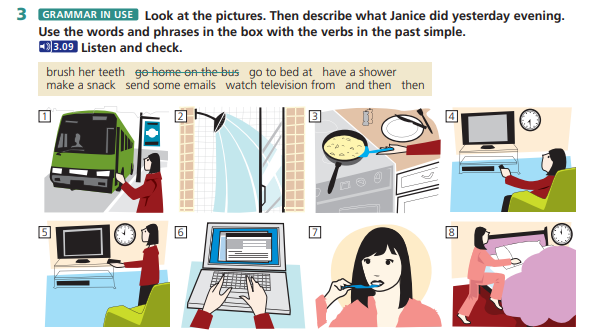 3 GRAMMAR IN USE Look at the pictures. Then describe what Janice did yesterday evening.
Use the words and phrases in the box with the verbs in the past simple.
3.09 Listen and check.
brush her teeth go home on the bus go to bed at have a shower
make a snack send some emails watch television from and then then
1
2
3
4
5
6
7
8